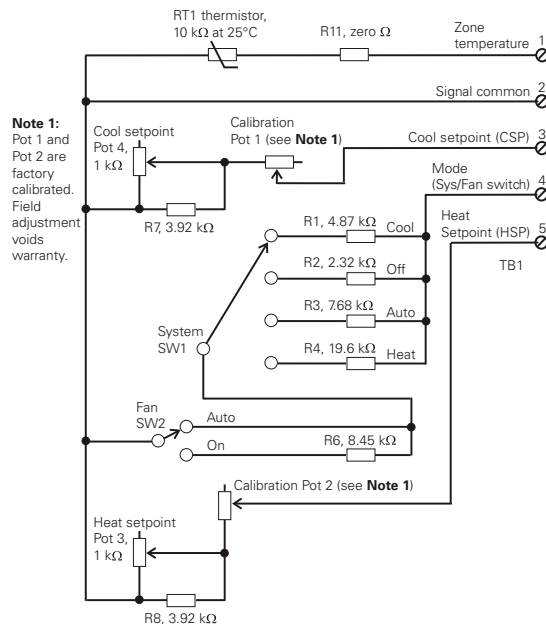 RT1 thermistor,
10 kΩ at 25°C
R11, zero Ω
Zone
temperature
1
Signal common
2
Note 1:
Pot 1 and
Pot 2 are
factory
calibrated.
Field
adjustment
voids
warranty.
Cool setpoint
Pot 4,
1 kΩ
Calibration
Pot 1 (see Note 1)
Cool setpoint (CSP)
3
R7, 3.92 kΩ
Mode
(Sys/Fan switch)
4
Heat
Setpoint (HSP)
5
TB1
R1, 4.87 kΩ
Cool
R2, 2.32 kΩ
Off
R3, 7.68 kΩ
Auto
R4, 19.6 kΩ
Heat
System
SW1
Fan
SW2
Auto
On
R6, 8.45 kΩ
Calibration Pot 2 (see Note 1)
Heat setpoint
Pot 3,
1 kΩ
R8, 3.92 kΩ